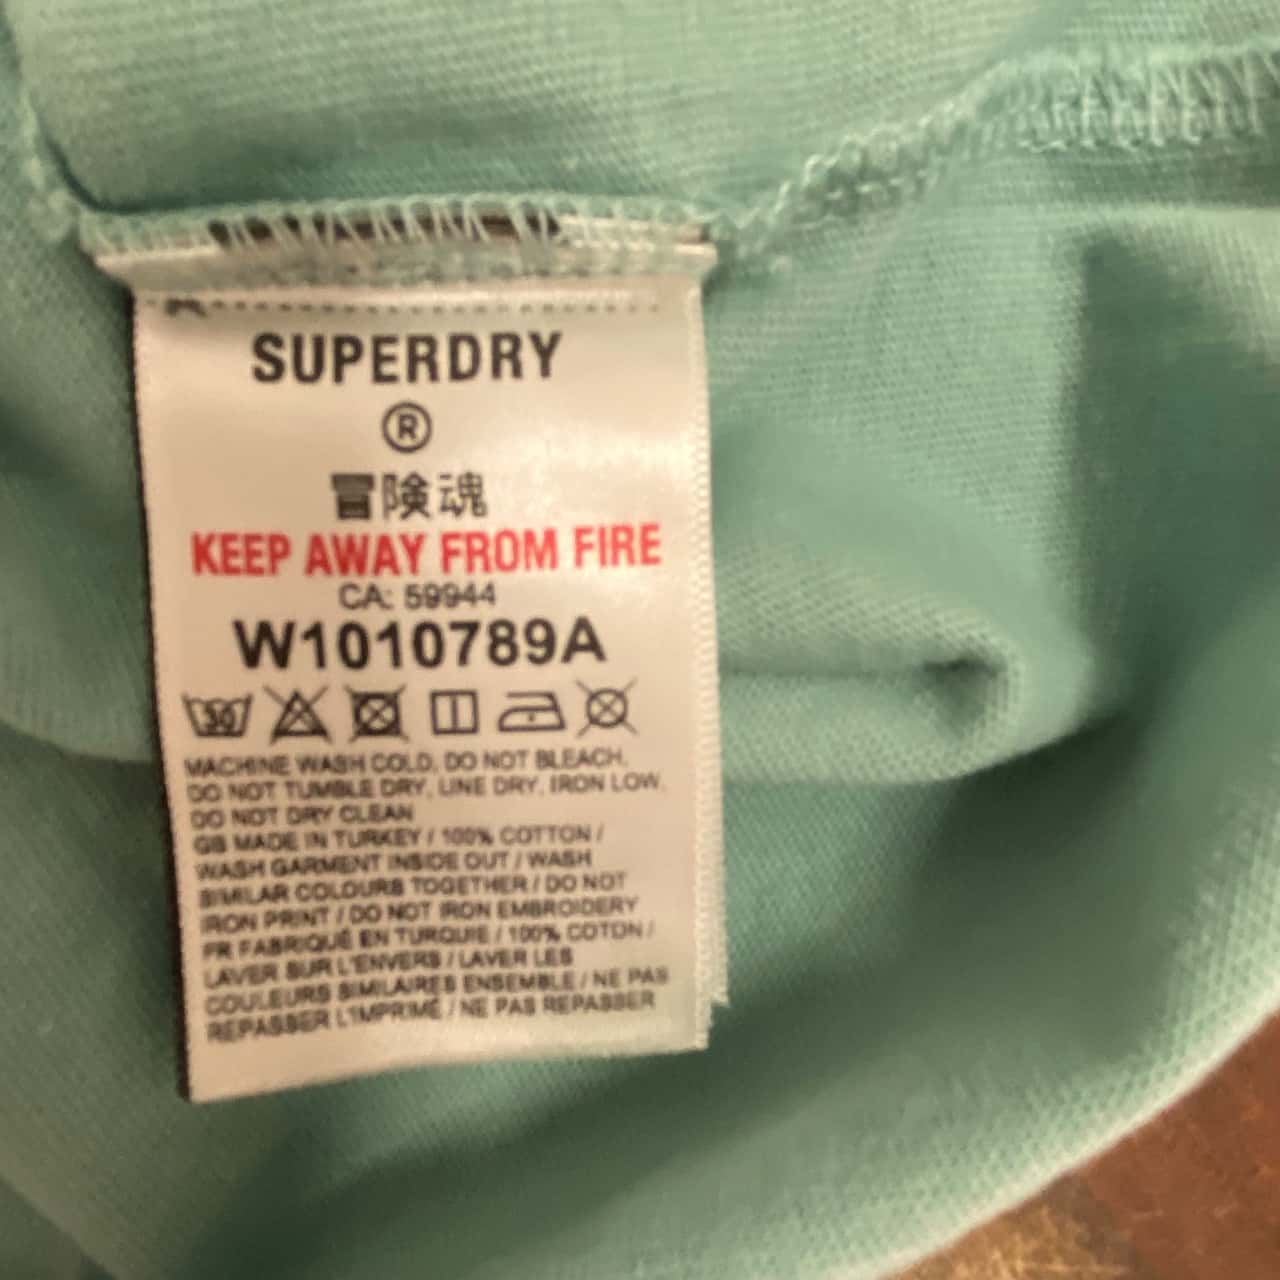 SUPERDRY
®
冒険魂
KEEP AWAY FROM FIRE
CA: 59944
W1010789A
30
MACHINE WASH COLD, DO NOT BLEACH,
DO NOT TUMBLE DRY, LINE DRY, IRON LOW,
DO NOT DRY CLEAN
GB MADE IN TURKEY / 100% COTTON /
WASH GARMENT INSIDE OUT / WASH
SIMILAR COLOURS TOGETHER / DO NOT
IRON PRINT / DO NOT IRON EMBROIDERY
FR FABRIQUÉ EN TURQUIE / 100% COTON /
LAVER SUR L'ENVERS / LAVER LES
COULEURS SIMILAIRES ENSEMBLE / NE PAS
REPASSER L'IMPRIMÉ / NE PAS REPASSER